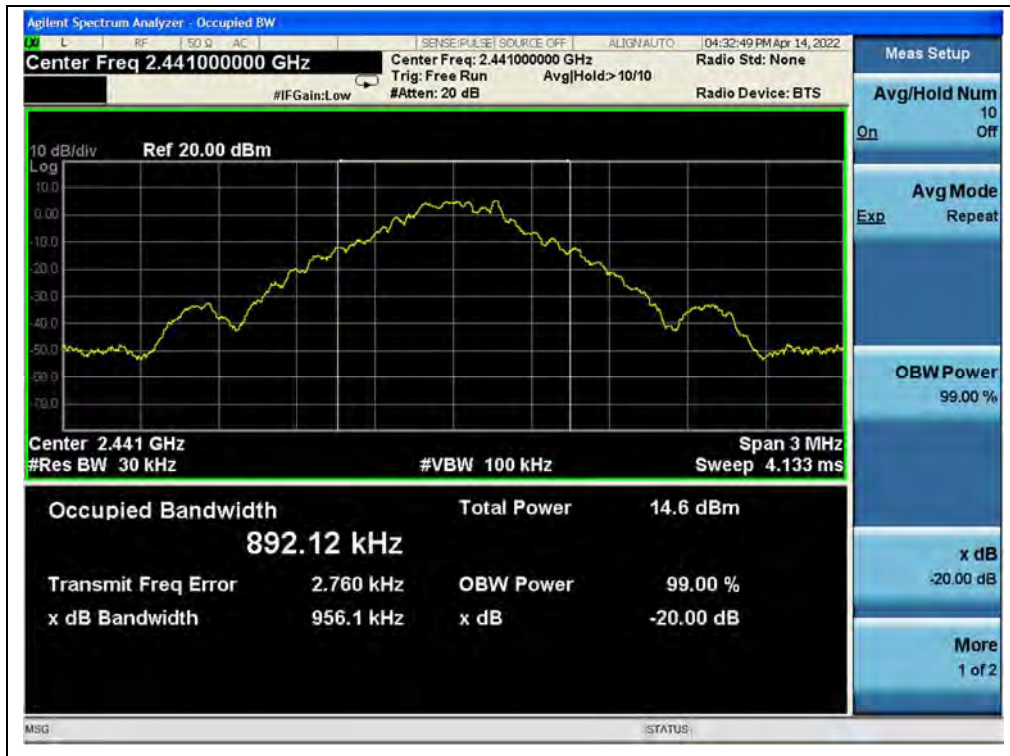 Agilent Spectrum Analyzer - Occupied BW
L RF 50 Ω AC SENSE:PULSE SOURCE OFF ALIGN AUTO 04:32:49 PM Apr 14, 2022
Center Freq 2.441000000 GHz
Center Freq: 2.441000000 GHz Radio Std: None
Trig: Free Run Avg|Hold:> 10/10
#IFGain:Low #Atten: 20 dB Radio Device: BTS
10 dB/div Ref 20.00 dBm
Log
10.0
0.00
-10.0
-20.0
-30.0
-40.0
-50.0
-60.0
-70.0
Center 2.441 GHz Span 3 MHz
#Res BW 30 kHz #VBW 100 kHz Sweep 4.133 ms
Occupied Bandwidth Total Power 14.6 dBm
892.12 kHz
Transmit Freq Error 2.760 kHz OBW Power 99.00 %
x dB Bandwidth 956.1 kHz x dB -20.00 dB
Meas Setup
Avg/Hold Num
10
On Off
Avg Mode
Exp Repeat
OBW Power
99.00 %
x dB
-20.00 dB
More
1 of 2
MSG STATUS